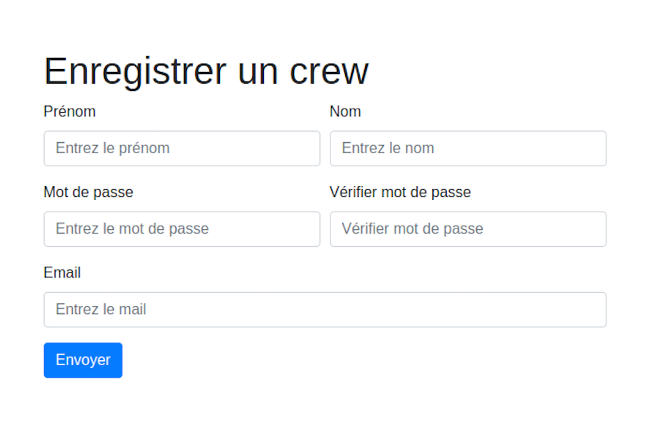 Enregistrer un crew
Prénom Nom
Entrez le prénom Entrez le nom
Mot de passe Vérifier mot de passe
Entrez le mot de passe Vérifier mot de passe
Email
Entrez le mail
Envoyer